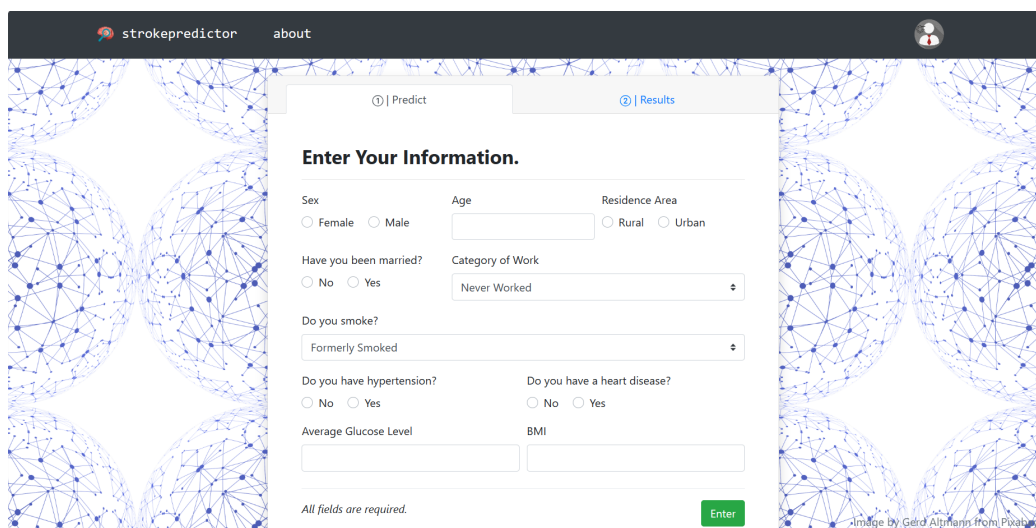 strokepredictor about
① | Predict ② | Results
Enter Your Information.
Sex Age Residence Area
Female Male Rural Urban
Have you been married? Category of Work
No Yes Never Worked
Do you smoke?
Formerly Smoked
Do you have hypertension? Do you have a heart disease?
No Yes No Yes
Average Glucose Level BMI
All fields are required. Enter
Image by Gerd Altmann from